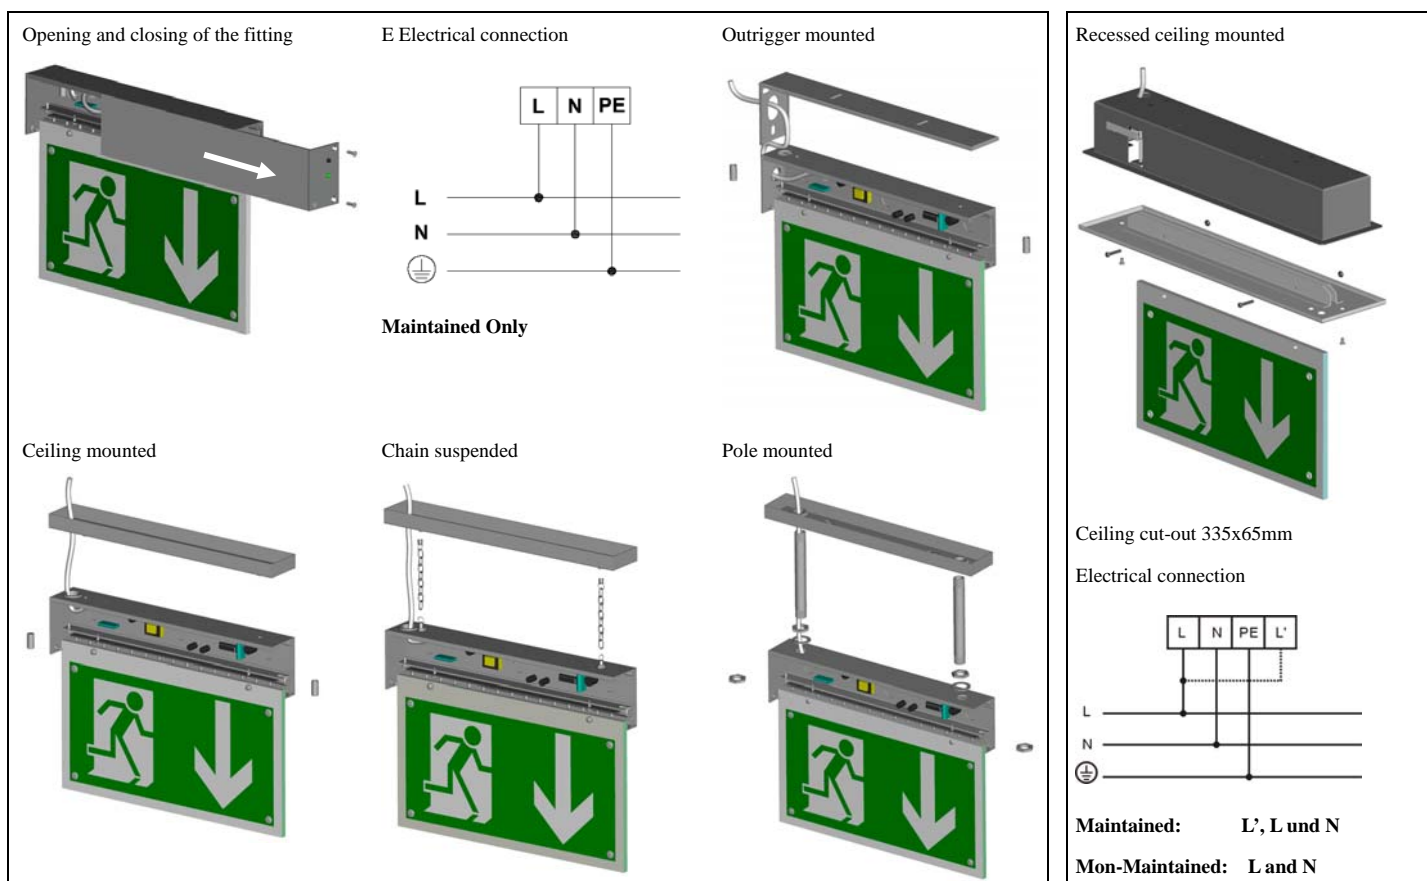 Opening and closing of the fitting
E Electrical connection
L N PE
L
N
Maintained Only
Outrigger mounted
Ceiling mounted
Chain suspended
Pole mounted
Recessed ceiling mounted
Ceiling cut-out 335x65mm
Electrical connection
L N PE L'
L
N
Maintained: L’, L und N
Mon-Maintained: L and N